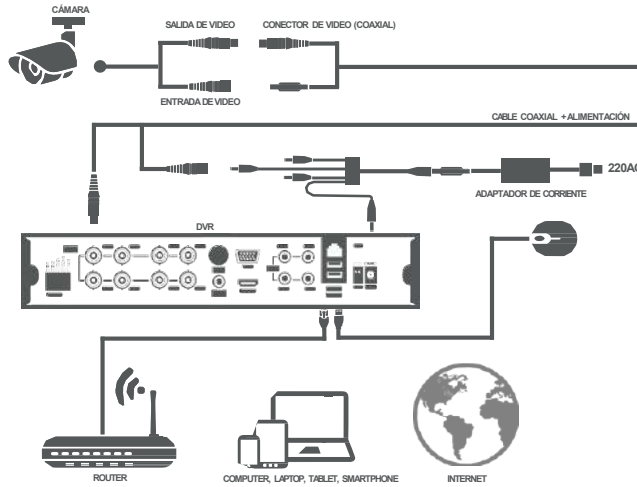 CÁMARA
SALIDA DE VIDEO
CONECTOR DE VIDEO (COAXIAL)
ENTRADA DE VIDEO
CABLE COAXIAL + ALIMENTACIÓN
220AC
ADAPTADOR DE CORRIENTE
DVR
ROUTER
COMPUTER, LAPTOP, TABLET, SMARTPHONE
INTERNET